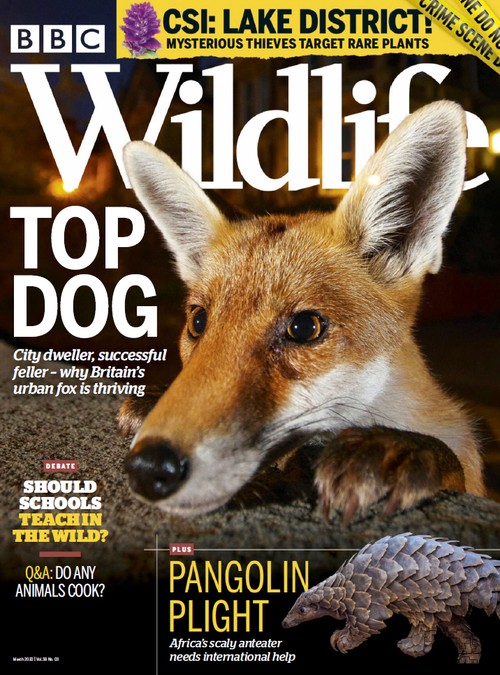 BBC
CSI: LAKE DISTRICT!
MYSTERIOUS THIEVES TARGET RARE PLANTS
CRIME SCENE
Wildlife
TOP
DOG
City dweller, successful
feller – why Britain's
urban fox is thriving
DEBATE
SHOULD
SCHOOLS
TEACH IN
THE WILD?
Q&A: DO ANY
ANIMALS COOK?
PLUS
PANGOLIN
PLIGHT
Africa's scaly anteater
needs international help